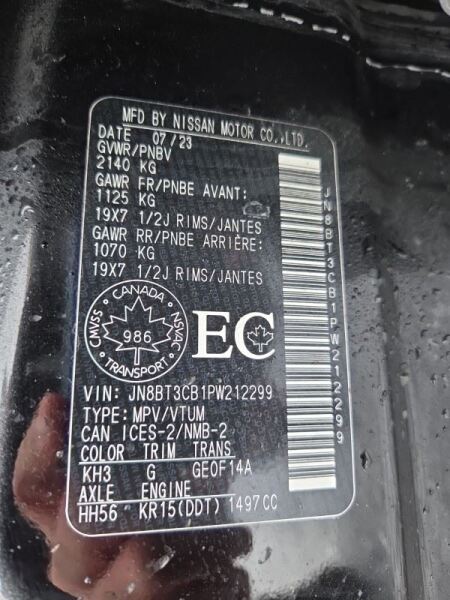 MFD BY NISSAN MOTOR CO.,LTD.
DATE 07/23
GVWR/PNBV
2140 KG
GAWR FR/PNBE AVANT:
1125 KG
19X7 1/2J RIMS/JANTES
GAWR RR/PNBE ARRIÈRE:
1070 KG
19X7 1/2J RIMS/JANTES
CANADA
CMVSS
NSVAC
986
TRANSPORT
EC
VIN: JN8BT3CB1PW212299
TYPE: MPV/VTUM
CAN ICES-2/NMB-2
COLOR TRIM TRANS
KH3 G GE0F14A
AXLE ENGINE
HH56 KR15(DDT) 1497CC
JN8BT3CB1PW212299